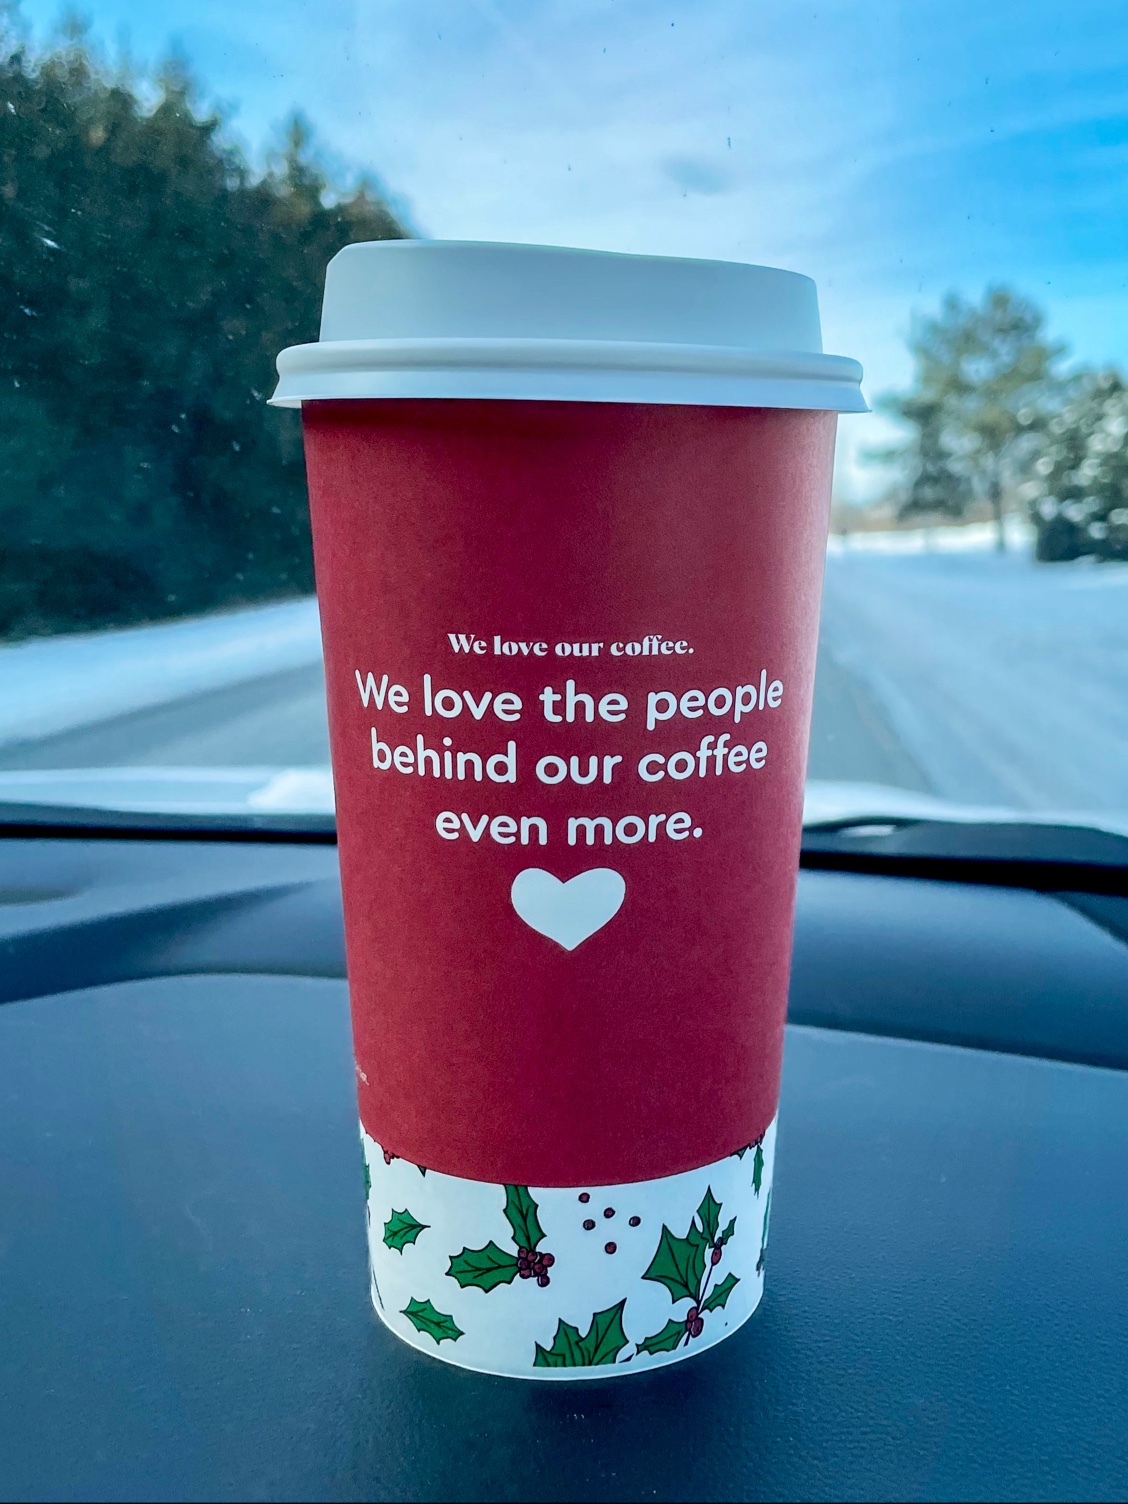 We love our coffee.
We love the people
behind our coffee
even more.